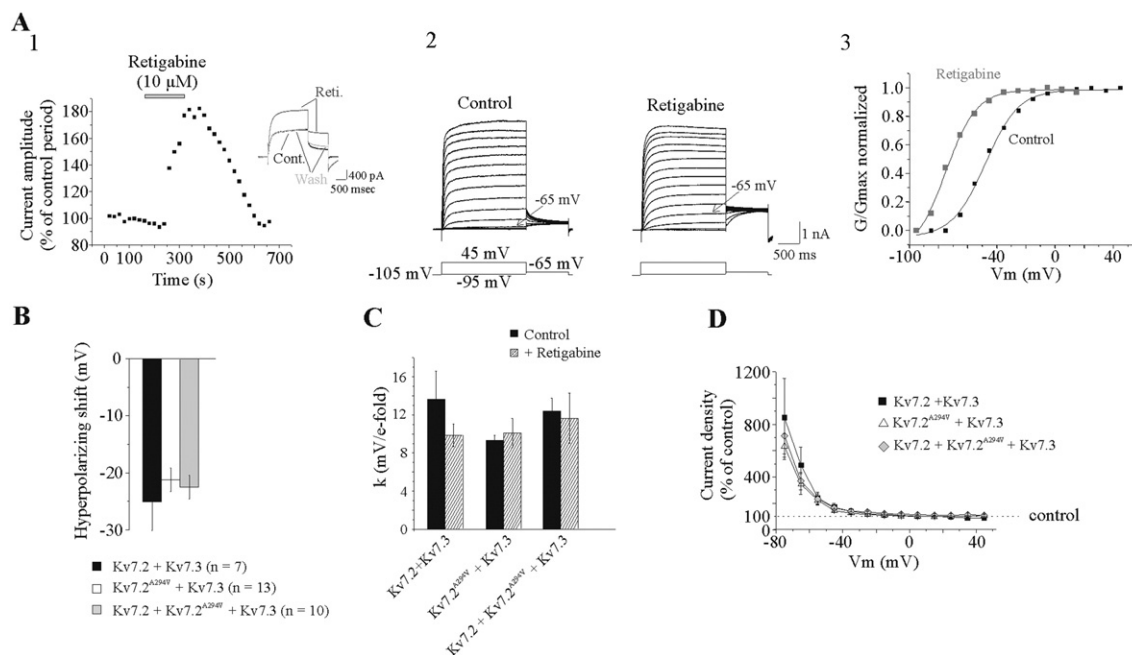 A
1
Retigabine
(10 µM)
Current amplitude
(% of control period)
180
160
140
120
100
80
0 100 300 500 700
Time (s)
Reti.
Cont.
Wash
400 pA
500 msec
2
Control
Retigabine
-65 mV
-65 mV
1 nA
500 ms
-105 mV
45 mV
-95 mV
-65 mV
3
G/Gmax normalized
1.0
0.8
0.6
0.4
0.2
0.0
Retigabine
Control
-80 -40 0 40
Vm (mV)
B
Hyperpolarizing shift (mV)
0
-10
-20
-30
Kv7.2 + Kv7.3 (n = 7)
Kv7.2A294V + Kv7.3 (n = 13)
Kv7.2 + Kv7.2A294V + Kv7.3 (n = 10)
C
Control
+ Retigabine
k (mV/e-fold)
16
12
8
4
0
Kv7.2+Kv7.3
Kv7.2A294V + Kv7.3
Kv7.2 + Kv7.2A294V + Kv7.3
D
Current density
(% of control)
1200
800
400
100
Kv7.2 +Kv7.3
Kv7.2A294V + Kv7.3
Kv7.2 + Kv7.2A294V + Kv7.3
control
-80 -40 0 40
Vm (mV)